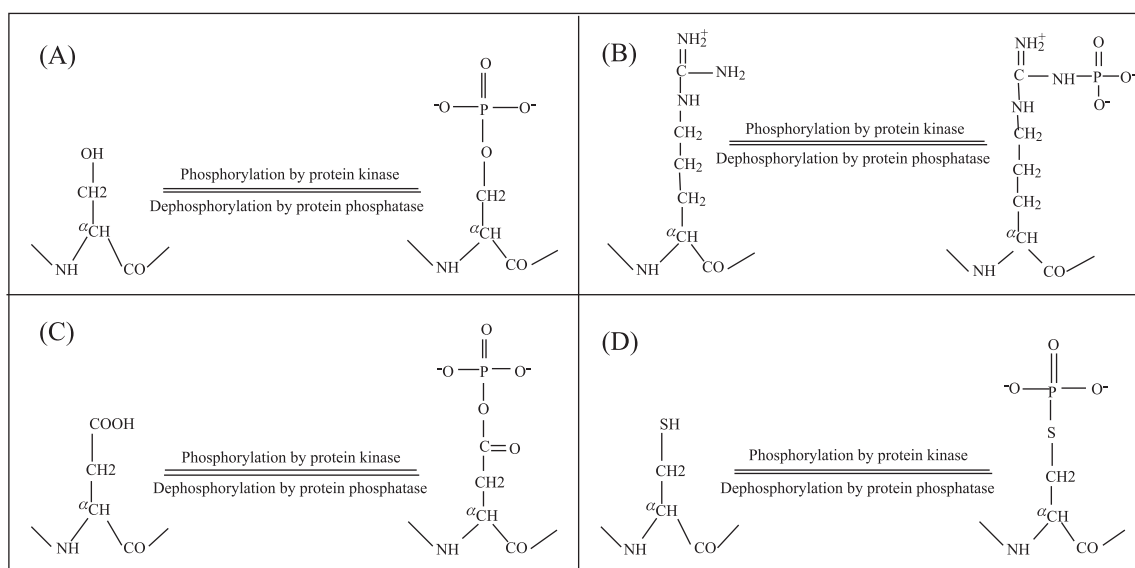 (A)
OH
CH2
αCH
NH
CO
Phosphorylation by protein kinase
Dephosphorylation by protein phosphatase
O
-O P O-
O
CH2
αCH
NH
CO
(B)
NH₂⁺
C NH₂
NH
CH₂
CH₂
CH₂
αCH
NH
CO
Phosphorylation by protein kinase
Dephosphorylation by protein phosphatase
NH₂⁺
O
C NH P O-
O-
NH
CH₂
CH₂
CH₂
αCH
NH
CO
(C)
COOH
CH2
αCH
NH
CO
Phosphorylation by protein kinase
Dephosphorylation by protein phosphatase
O
-O P O-
O
C=O
CH2
αCH
NH
CO
(D)
SH
CH2
αCH
NH
CO
Phosphorylation by protein kinase
Dephosphorylation by protein phosphatase
O
-O P O-
S
CH2
αCH
NH
CO